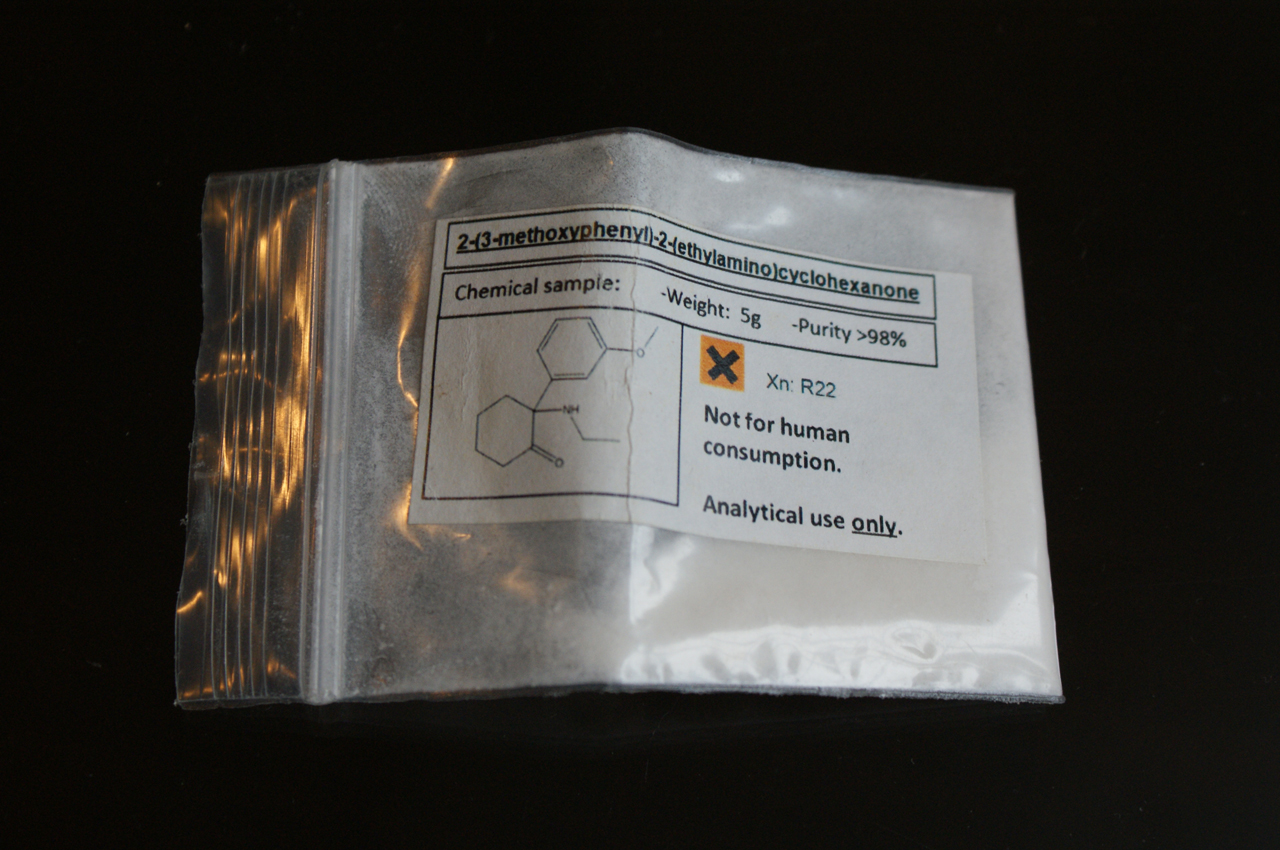 2-(3-methoxyphenyl)-2-(ethylamino)cyclohexanone
Chemical sample: -Weight: 5g -Purity >98%
O
NH
O
Xn: R22
Not for human
consumption.
Analytical use only.